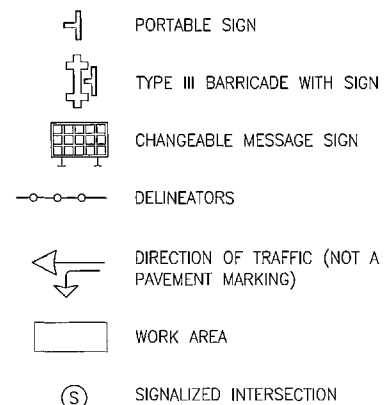 PORTABLE SIGN
TYPE III BARRICADE WITH SIGN
CHANGEABLE MESSAGE SIGN
DELINEATORS
DIRECTION OF TRAFFIC (NOT A
PAVEMENT MARKING)
WORK AREA
S SIGNALIZED INTERSECTION